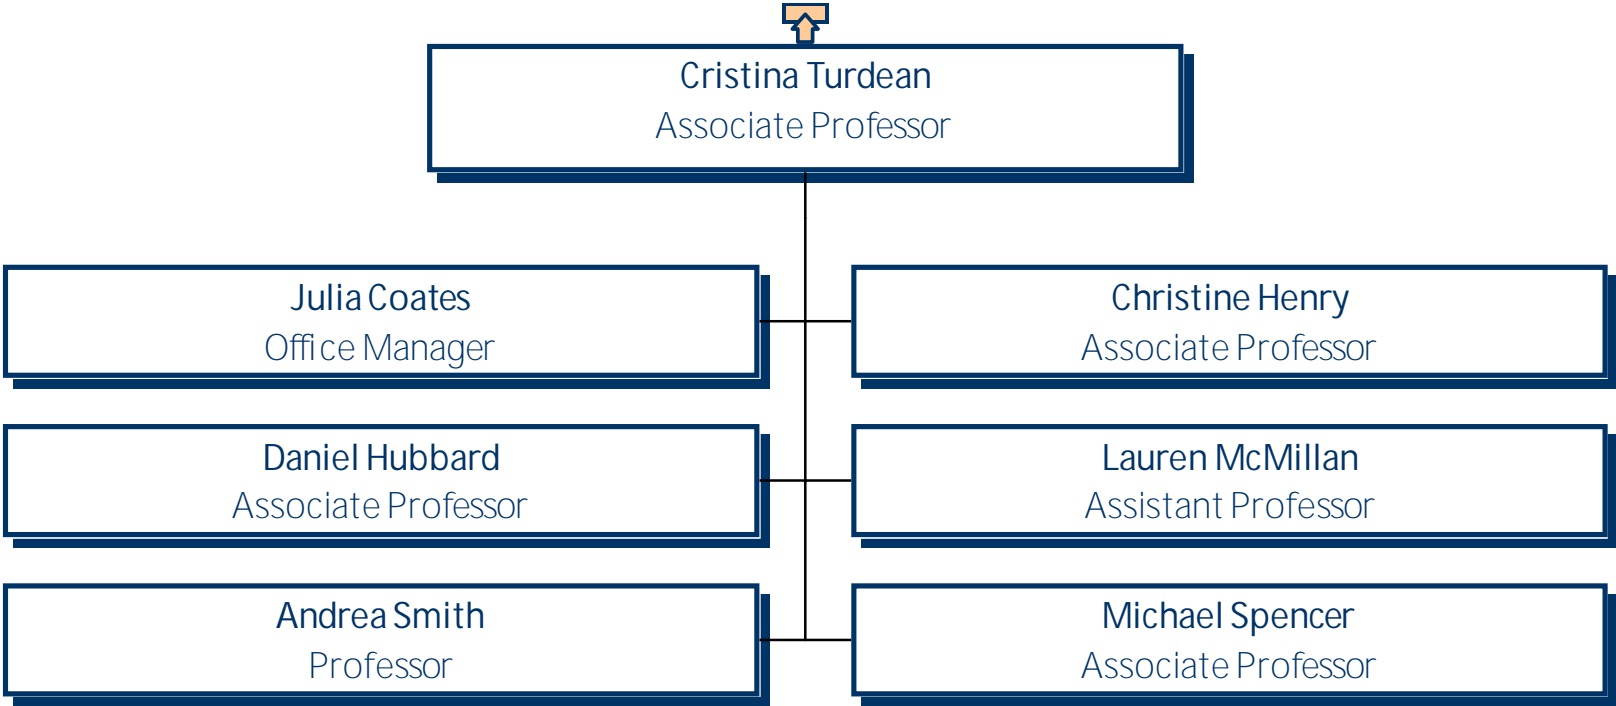 Cristina Turdean
Associate Professor
Julia Coates
Office Manager
Christine Henry
Associate Professor
Daniel Hubbard
Associate Professor
Lauren McMillan
Assistant Professor
Andrea Smith
Professor
Michael Spencer
Associate Professor